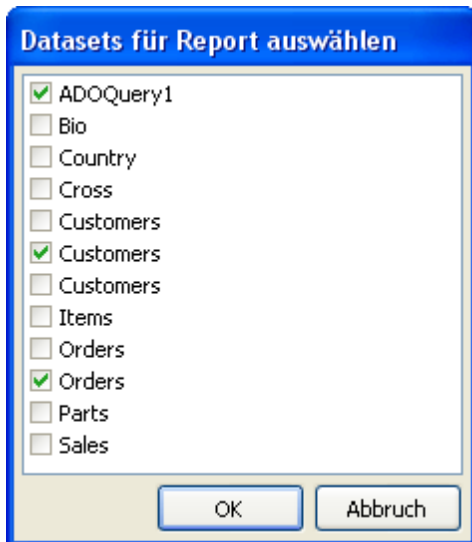 Datasets für Report auswählen
ADOQuery1
Bio
Country
Cross
Customers
Customers
Customers
Items
Orders
Orders
Parts
Sales
OK Abbruch